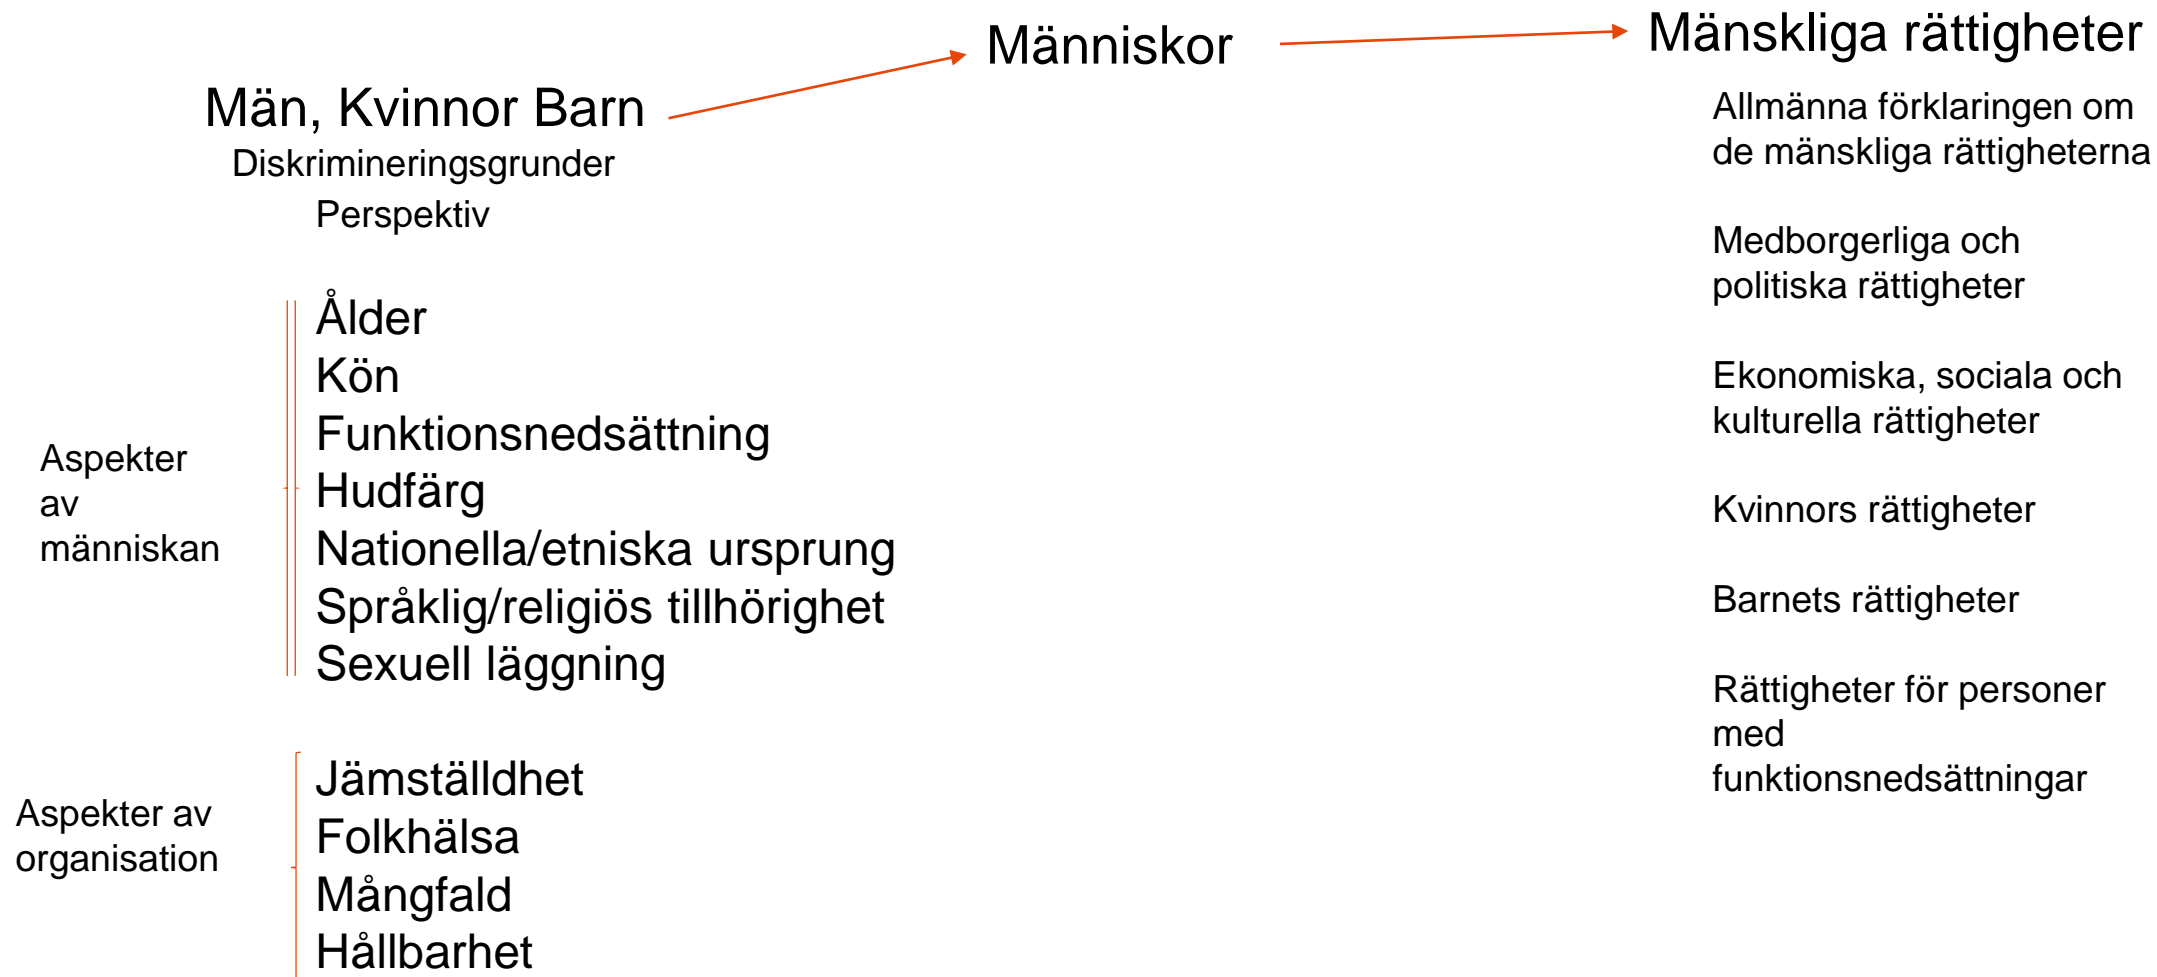 Män, Kvinnor Barn
Diskrimineringsgrunder
Perspektiv
Aspekter
av
människan
Ålder
Kön
Funktionsnedsättning
Hudfärg
Nationella/etniska ursprung
Språklig/religiös tillhörighet
Sexuell läggning
Aspekter av
organisation
Jämställdhet
Folkhälsa
Mångfald
Hållbarhet
Människor
Mänskliga rättigheter
Allmänna förklaringen om
de mänskliga rättigheterna
Medborgerliga och
politiska rättigheter
Ekonomiska, sociala och
kulturella rättigheter
Kvinnors rättigheter
Barnets rättigheter
Rättigheter för personer
med
funktionsnedsättningar